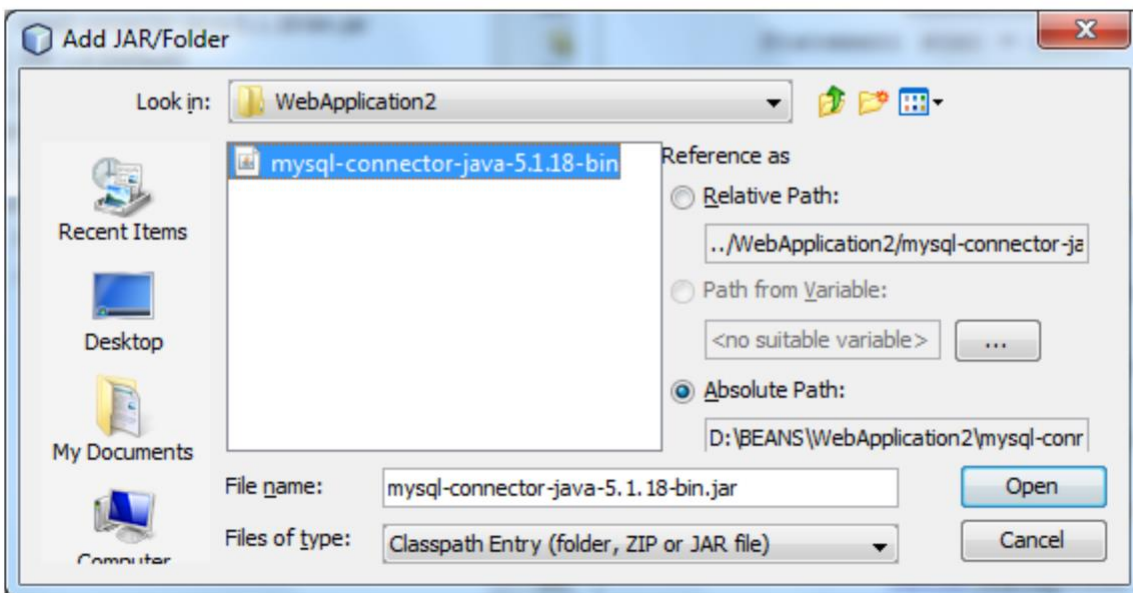 Add JAR/Folder
Look in:
WebApplication2
Recent Items
Desktop
My Documents
Computer
mysql-connector-java-5.1.18-bin
Reference as
Relative Path:
../WebApplication2/mysql-connector-ja
Path from Variable:
<no suitable variable>
...
Absolute Path:
D:\BEANS\WebApplication2\mysql-conr
File name:
mysql-connector-java-5.1.18-bin.jar
Open
Files of type:
Classpath Entry (folder, ZIP or JAR file)
Cancel